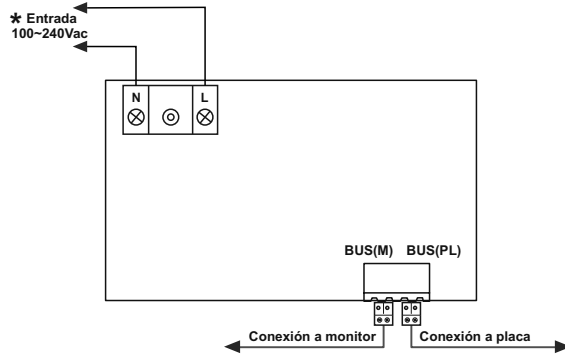 * Entrada
100~240Vac
N L
BUS(M) BUS(PL)
Conexión a monitor Conexión a placa